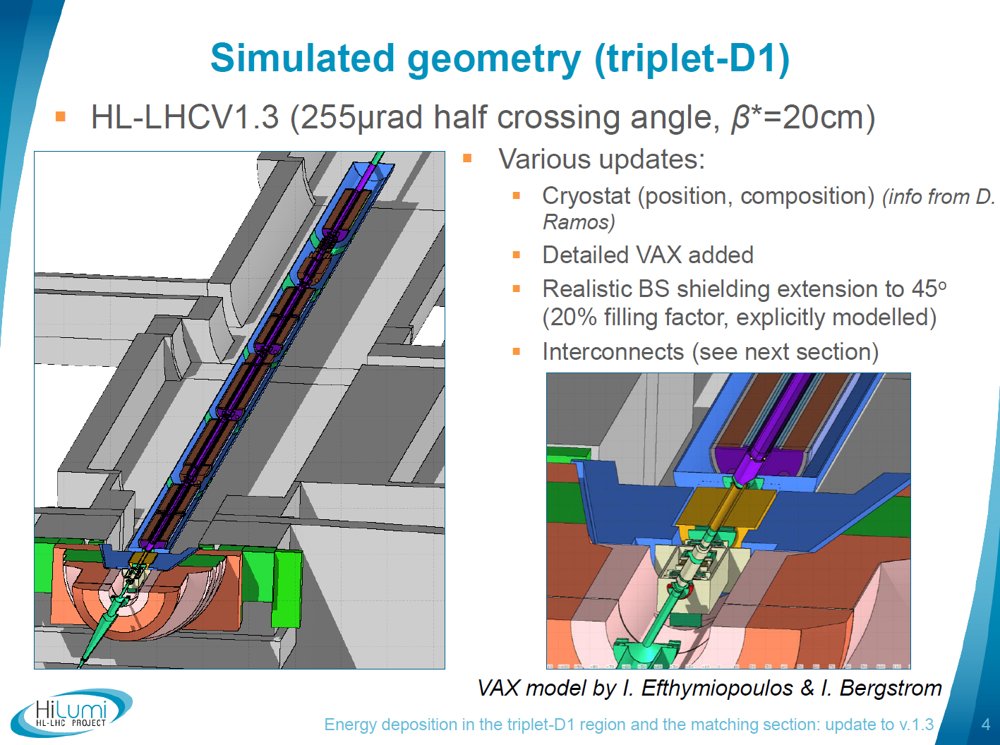 Simulated geometry (triplet-D1)
HL-LHCV1.3 (255μrad half crossing angle, β*=20cm)
Various updates:
Cryostat (position, composition) (info from D.
Ramos)
Detailed VAX added
Realistic BS shielding extension to 45º
(20% filling factor, explicitly modelled)
Interconnects (see next section)
VAX model by I. Efthymiopoulos & I. Bergstrom
HiLumi
HL-LHC PROJECT
Energy deposition in the triplet-D1 region and the matching section: update to v.1.3
4